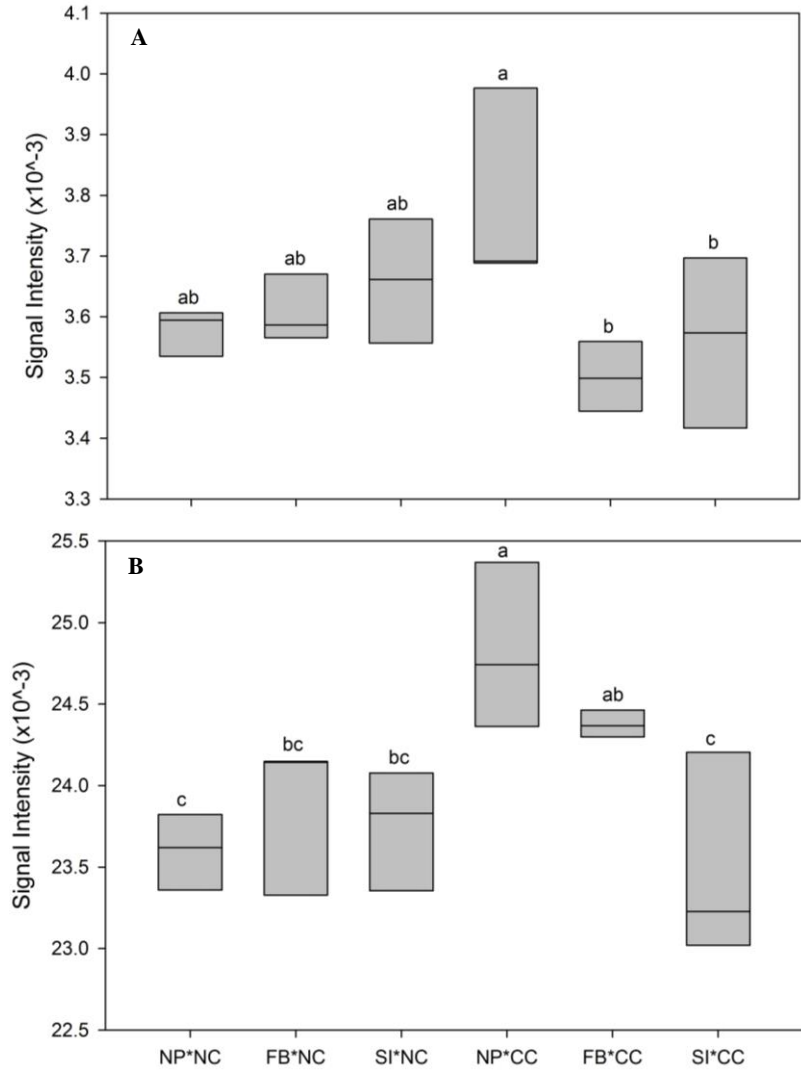 A
Signal Intensity (x10^-3)
4.1
4.0
3.9
3.8
3.7
3.6
3.5
3.4
3.3
ab
ab
ab
a
b
b
B
Signal Intensity (x10^-3)
25.5
25.0
24.5
24.0
23.5
23.0
22.5
c
bc
bc
a
ab
c
NP*NC FB*NC SI*NC NP*CC FB*CC SI*CC